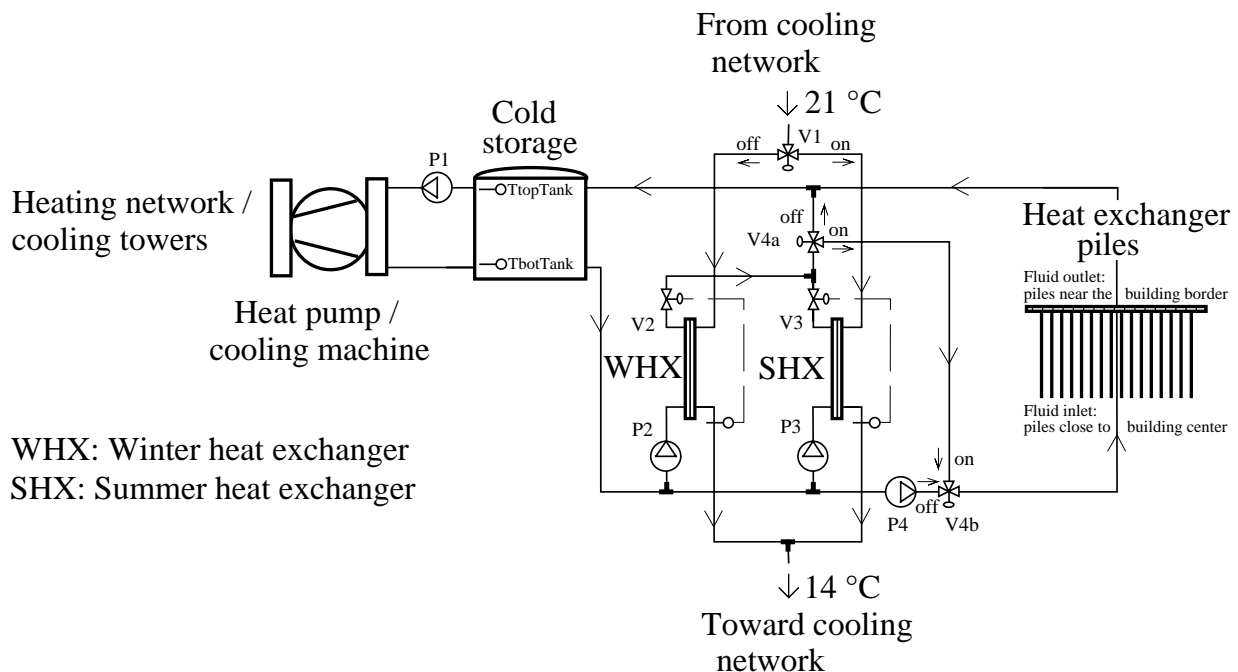 From cooling
network
21 °C
V1
off
on
Cold
storage
P1
TtopTank
TbotTank
Heating network /
cooling towers
Heat pump /
cooling machine
off
V4a
on
Heat exchanger
piles
Fluid outlet:
piles near the building border
V2
V3
WHX
SHX
Fluid inlet:
piles close to building center
P2
P3
WHX: Winter heat exchanger
SHX: Summer heat exchanger
on
P4
off
V4b
14 °C
Toward cooling
network